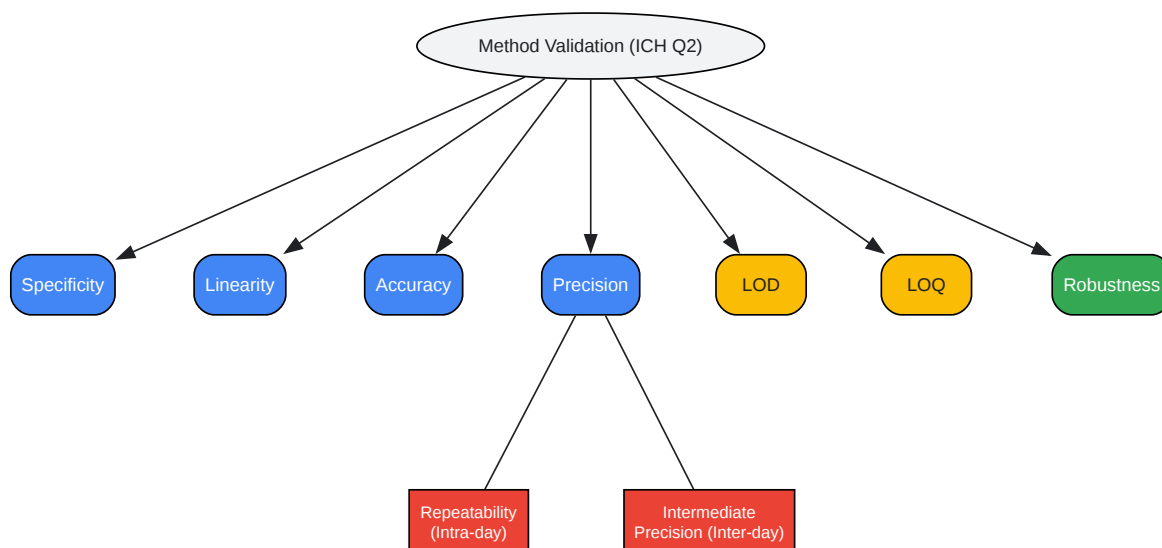 Method Validation (ICH Q2)
Specificity
Linearity
Accuracy
Precision
LOD
LOQ
Robustness
Repeatability
(Intra-day)
Intermediate
Precision (Inter-day)